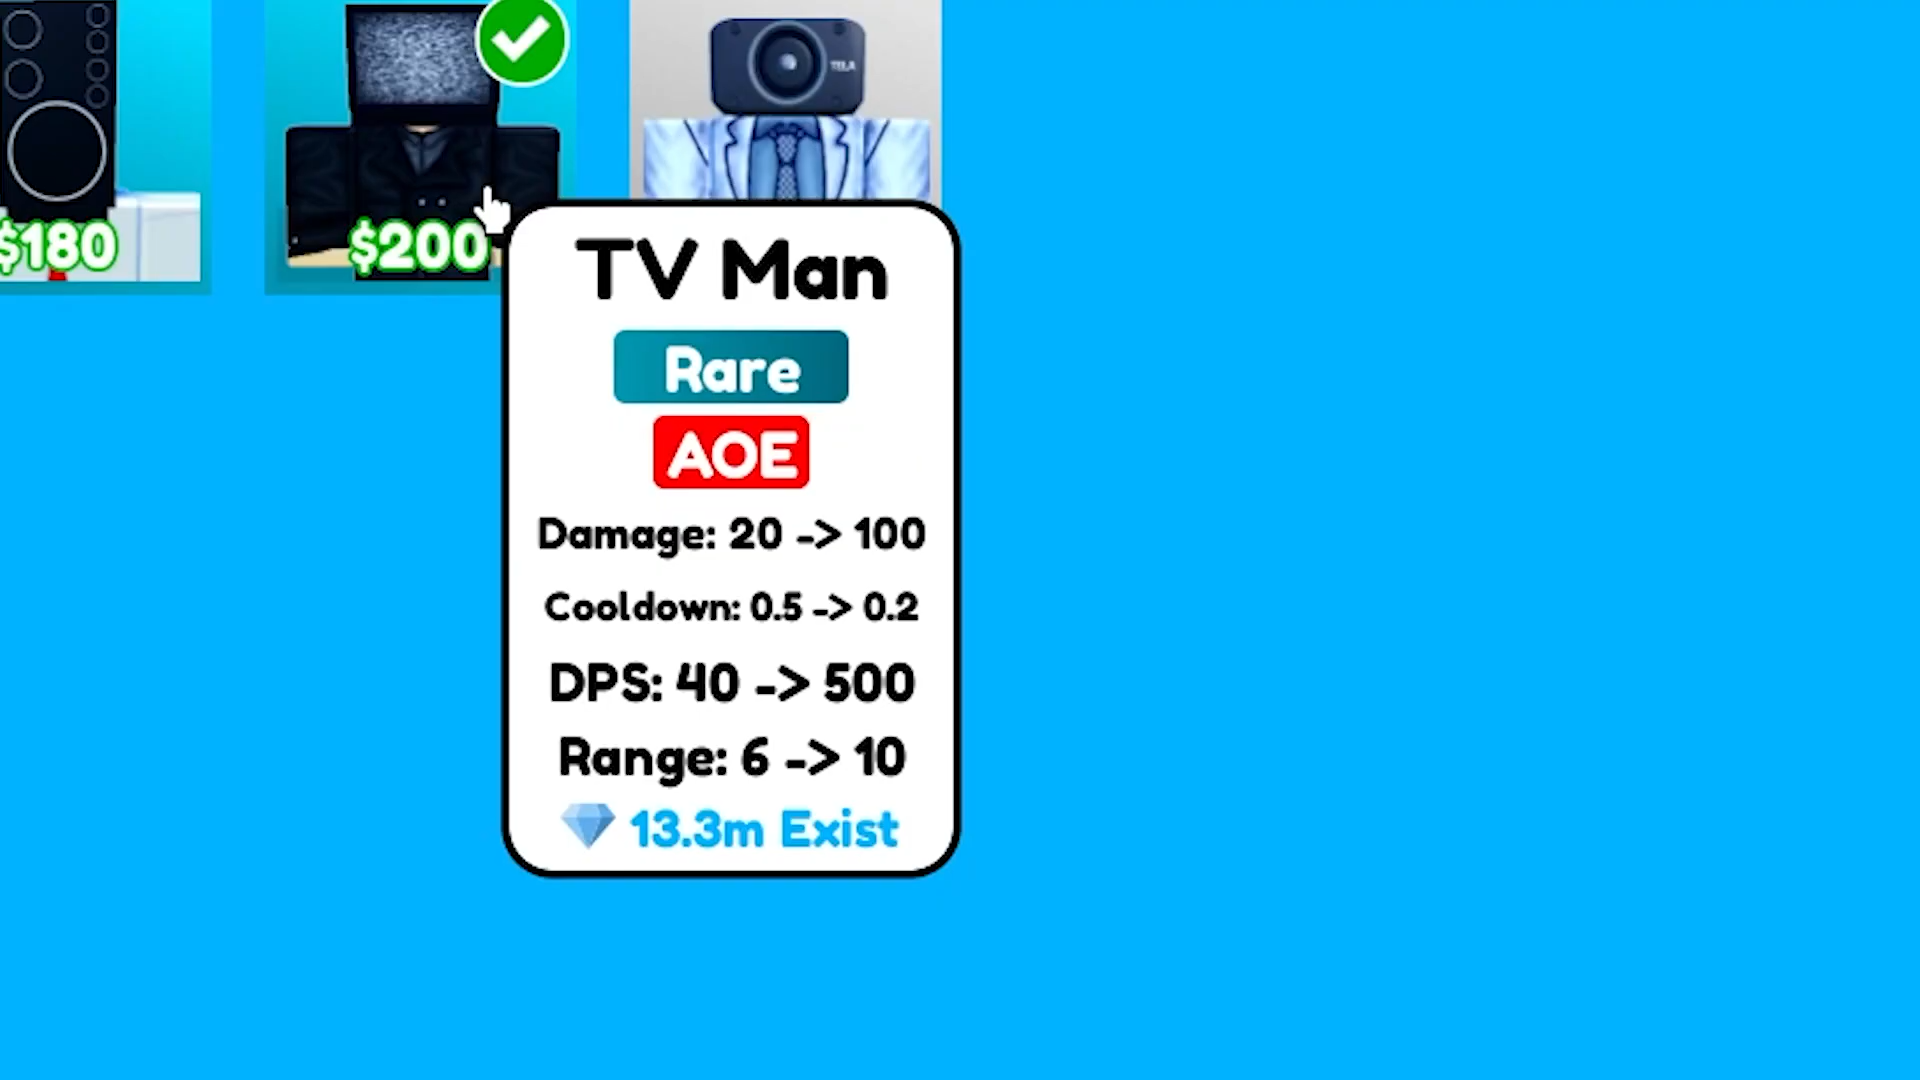 TELA
$180
$200
TV Man
Rare
AOE
Damage: 20 -> 100
Cooldown: 0.5 -> 0.2
DPS: 40 -> 500
Range: 6 -> 10
13.3m Exist